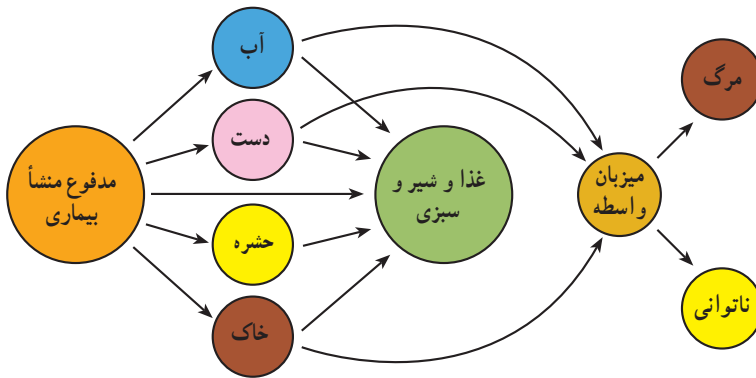 آب
مرگ
دست
مدفوع منشأ
بیماری
غذا و شیر و
سبزی
میزبان
واسطه
حشره
خاک
ناتوانی